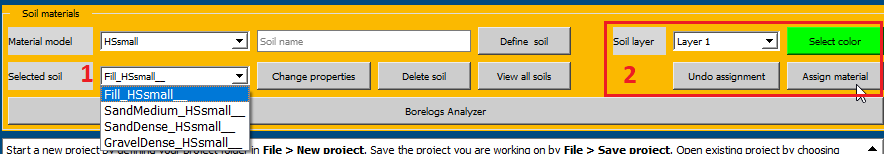 Soil materials
Material model HSsmall Soil name Define soil Soil layer Layer 1 Select color
Selected soil 1 Fill_HSsmall__ Change properties Delete soil View all soils 2 Undo assignment Assign material
Fill_HSsmall__
SandMedium_HSsmall__
Borelogs Analyzer
SandDense_HSsmall__
GravelDense_HSsmall__
Start a new project by defining your project folder in File > New project. Save the project you are working on by File > Save project. Open existing project by choosing